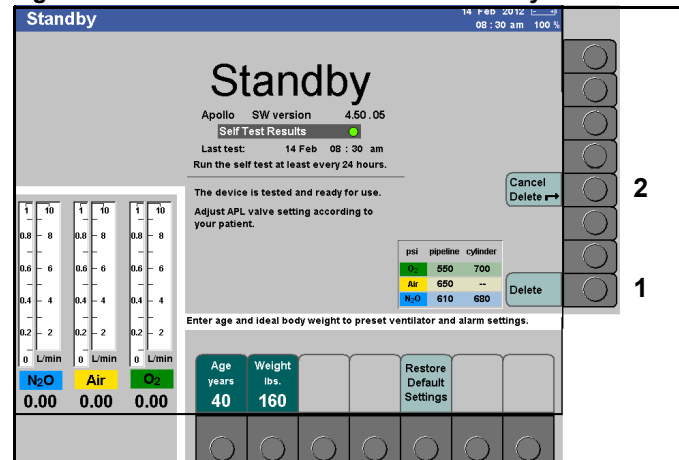 Standby
14 Feb 2012
08 : 30 am 100 %
Standby
Apollo SW version 4.50 .05
Self Test Results
Last test: 14 Feb 08 : 30 am
Run the self test at least every 24 hours.
The device is tested and ready for use.
Adjust APL valve setting according to
your patient.
Cancel
Delete
2
psi pipeline cylinder
O2 550 700
Air 650 --
N2O 610 680
Delete
1
1 10 1 10 1 10
0.8 8 0.8 8 0.8 8
0.6 6 0.6 6 0.6 6
0.4 4 0.4 4 0.4 4
0.2 2 0.2 2 0.2 2
0 L/min 0 L/min 0 L/min
N2O Air O2
0.00 0.00 0.00
Enter age and ideal body weight to preset ventilator and alarm settings.
Age
years
40
Weight
lbs.
160
Restore
Default
Settings